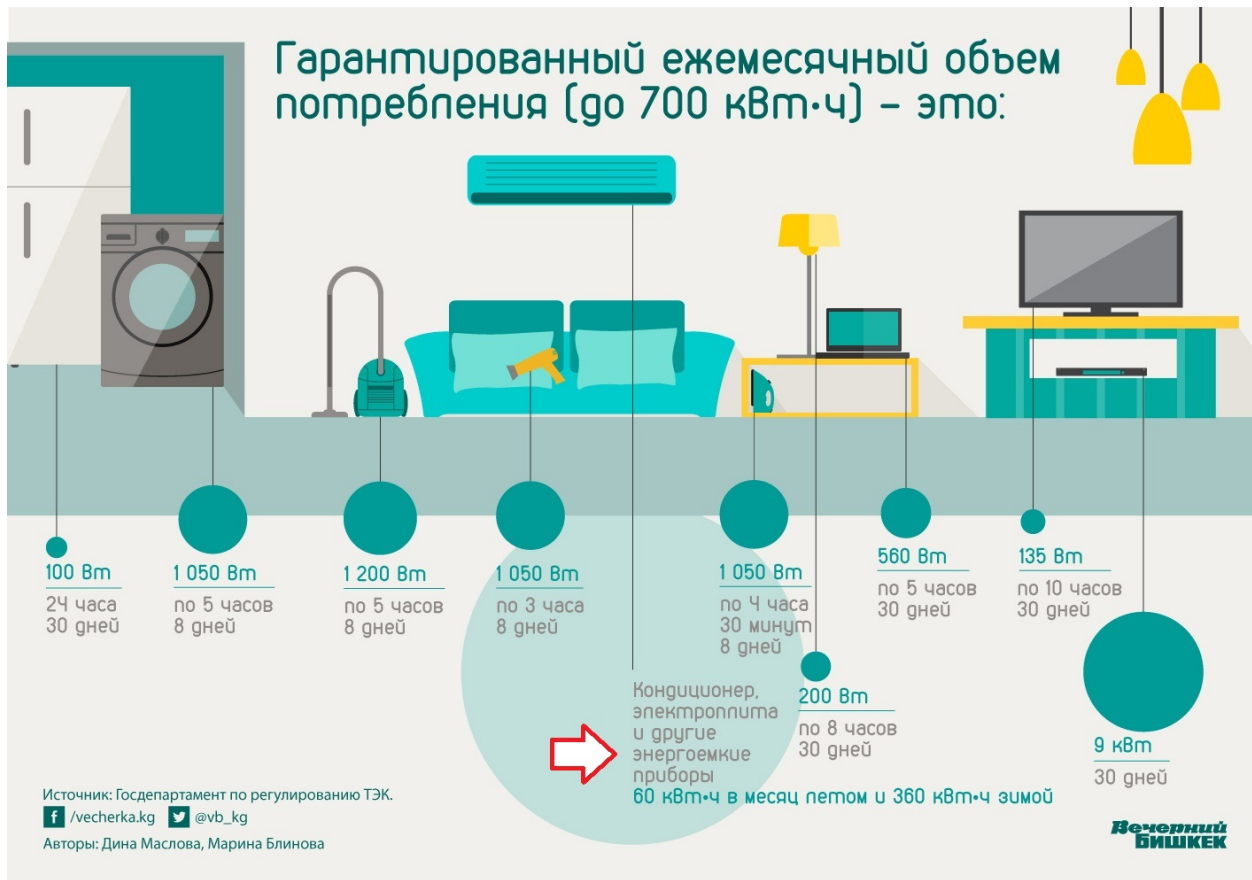 Гарантированный ежемесячный объем
потребления (до 700 кВт•ч) – это:
100 Вт
24 часа
30 дней
1 050 Вт
по 5 часов
8 дней
1 200 Вт
по 5 часов
8 дней
1 050 Вт
по 3 часа
8 дней
Кондиционер,
электроплита
и другие
энергоемкие
приборы
60 кВт•ч в месяц летом и 360 кВт•ч зимой
1 050 Вт
по 4 часа
30 минут
8 дней
200 Вт
по 8 часов
30 дней
560 Вт
по 5 часов
30 дней
135 Вт
по 10 часов
30 дней
9 кВт
30 дней
Источник: Госдепартамент по регулированию ТЭК.
f /vecherka.kg @vb_kg
Авторы: Дина Маслова, Марина Блинова
Вечерний
БИШКЕК